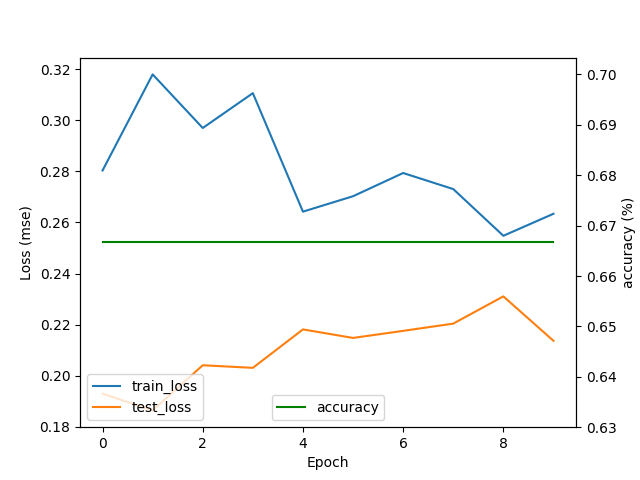 0.32
0.30
0.28
0.26
0.24
0.22
0.20
0.18
Loss (mse)
0.70
0.69
0.68
0.67
0.66
0.65
0.64
0.63
accuracy (%)
train_loss
test_loss
accuracy
0 2 4 6 8
Epoch